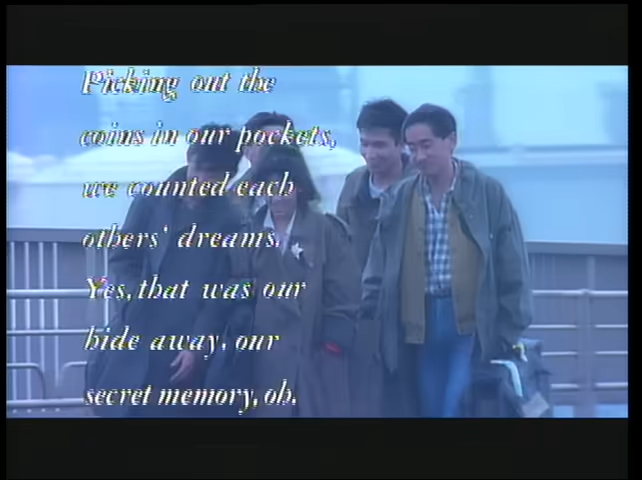 Picking out the
coins in our pockets,
we counted each
others' dreams.
Yes, that was our
hide away, our
secret memory, oh.